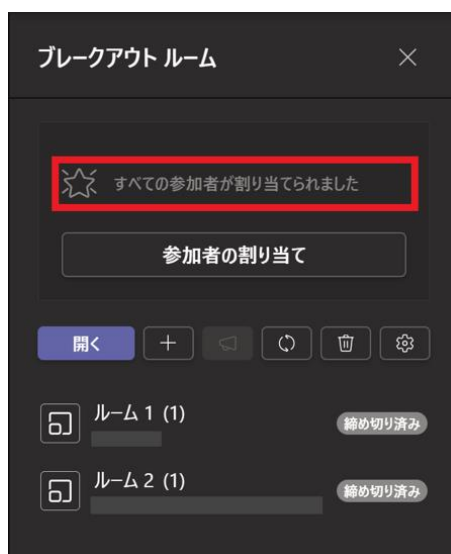 ブレークアウト ルーム
すべての参加者が割り当てられました
参加者の割り当て
開く
ルーム 1 (1)
締め切り済み
ルーム 2 (1)
締め切り済み